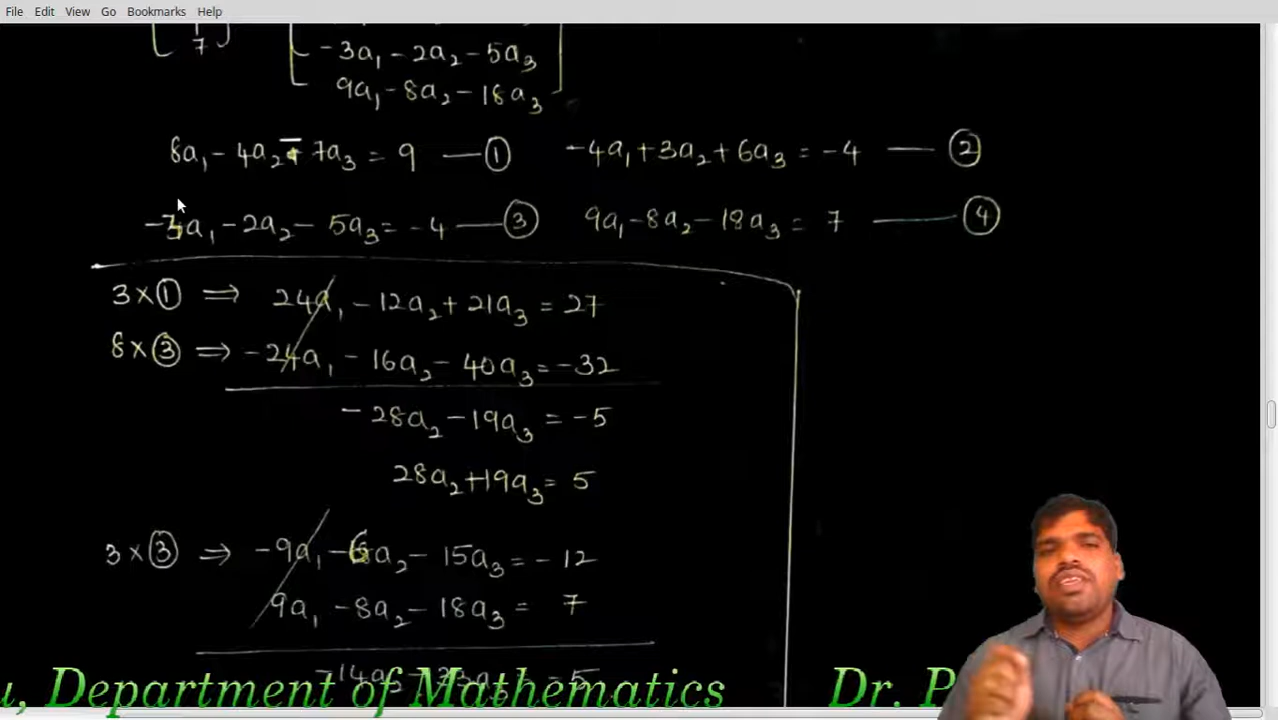 File Edit View Go Bookmarks Help
7
-3a₁ - 2a₂ - 5a₃
9a₁ - 8a₂ - 18a₃
8a₁ - 4a₂ 7a₃ = 9 — ① -4a₁ + 3a₂ + 6a₃ = -4 — ②
-3a₁ - 2a₂ - 5a₃ = -4 — ③ 9a₁ - 8a₂ - 18a₃ = 7 — ④
3 × ① ⇒ 24a₁ - 12a₂ + 21a₃ = 27
8 × ③ ⇒ -24a₁ - 16a₂ - 40a₃ = -32
-28a₂ - 19a₃ = -5
28a₂ + 19a₃ = 5
3 × ③ ⇒ -9a₁ - 6a₂ - 15a₃ = -12
9a₁ - 8a₂ - 18a₃ = 7
u, Department of Mathematics Dr. P